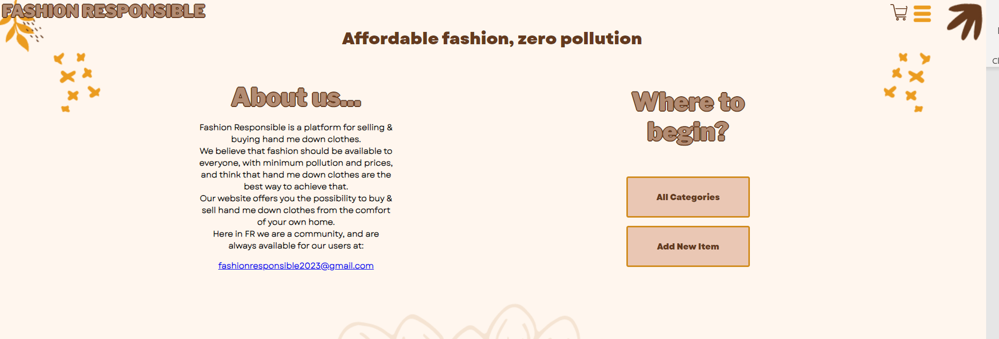 FASHION RESPONSIBLE
Affordable fashion, zero pollution
About us...
Fashion Responsible is a platform for selling &
buying hand me down clothes.
We believe that fashion should be available to
everyone, with minimum pollution and prices,
and think that hand me down clothes are the
best way to achieve that.
Our website offers you the possibility to buy &
sell hand me down clothes from the comfort
of your own home.
Here in FR we are a community, and are
always available for our users at:
fashionresponsible2023@gmail.com
Where to
begin?
All Categories
Add New Item